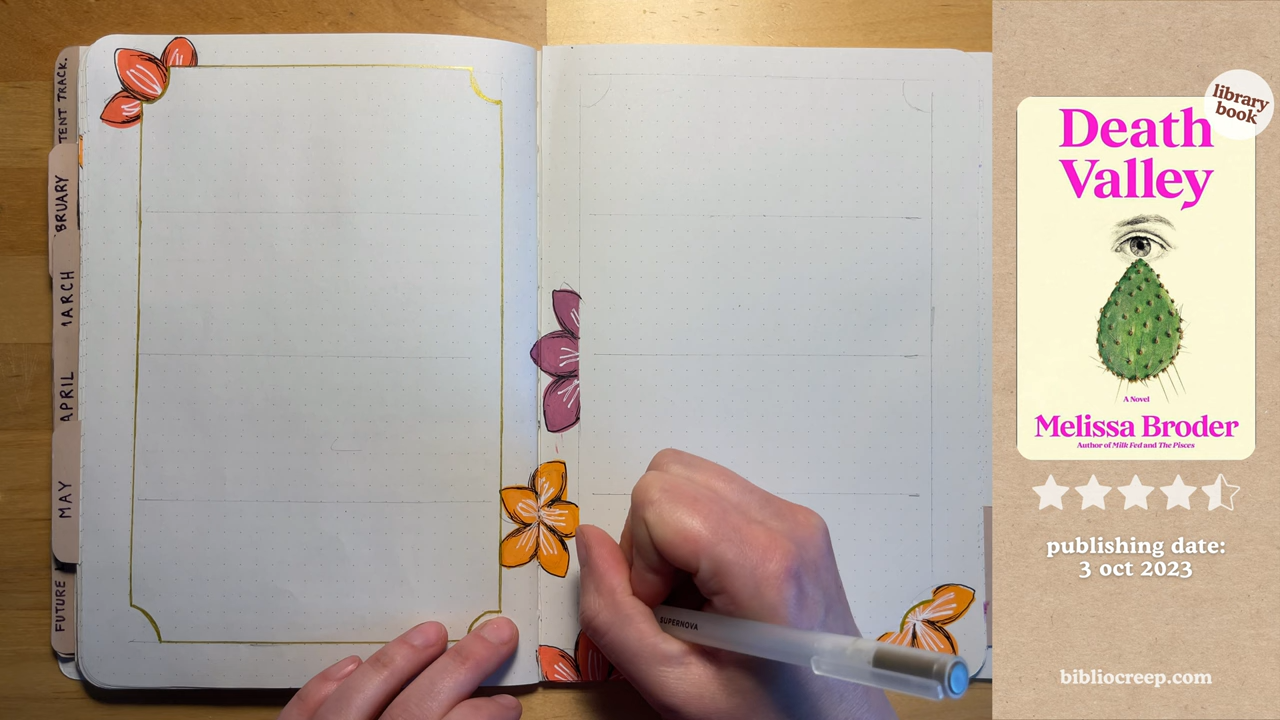 TENT TRACK.
BRUARY
1ARCH
APRIL
MAY
FUTURE
SUPERNOVA
library
book
Death
Valley
A Novel
Melissa Broder
Author of Milk Fed and The Pisces
publishing date:
3 oct 2023
bibliocreep.com